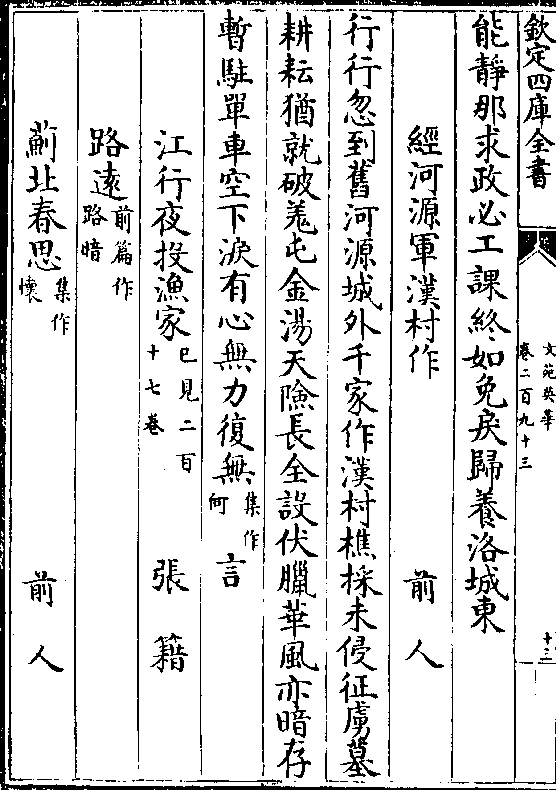 欽定四庫全書
文苑英華
卷二百九十三
十三
能靜那求政必工課終如免戾歸養洛城東
經河源軍漢村作 前人
行行忽到舊河源城外千家作漢村樵採未侵征虜墓
耕耘猶就破羌屯金湯天險長全設伏臘華風亦暗存
暫駐單車空下淚有心無力復無集作何言
江行夜投漁家已見二百十七卷 張籍
路遠前篇作路暗
薊北春思集作懷 前人